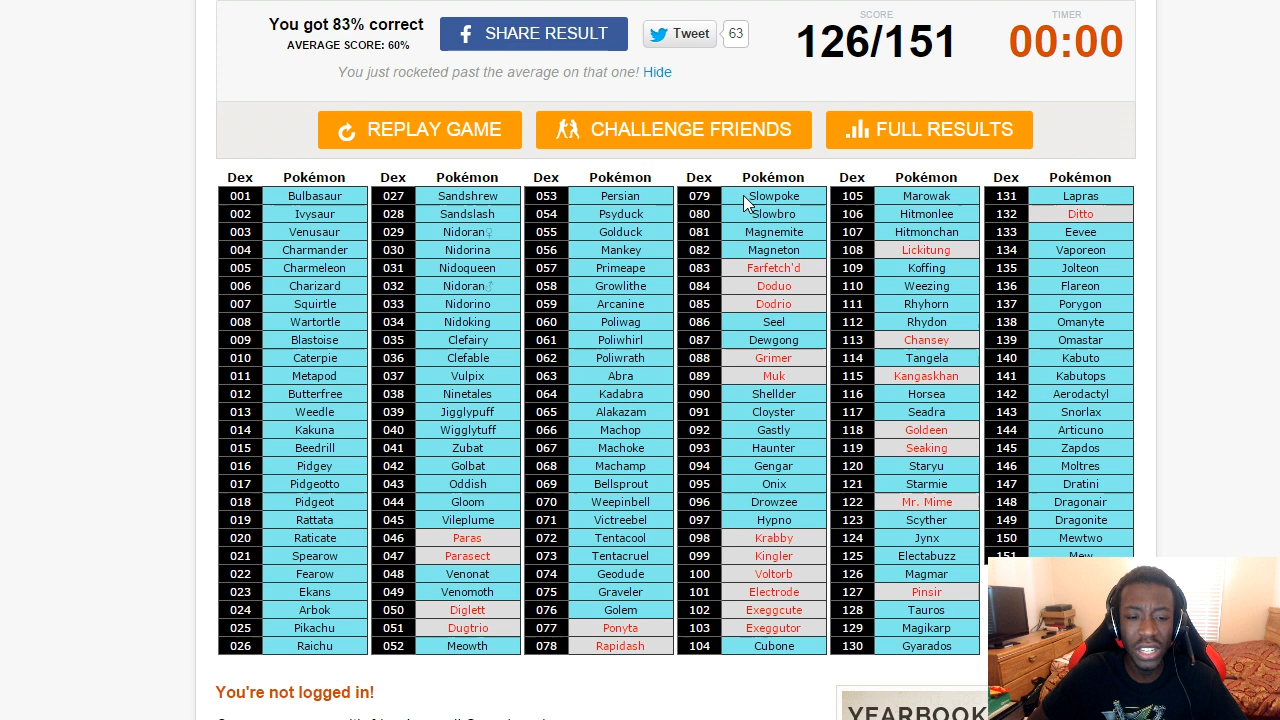 You got 83% correct
AVERAGE SCORE: 60%
f SHARE RESULT
Tweet 63
SCORE
126/151
TIMER
00:00
You just rocketed past the average on that one! Hide
REPLAY GAME CHALLENGE FRIENDS FULL RESULTS
Dex Pokémon Dex Pokémon Dex Pokémon Dex Pokémon Dex Pokémon Dex Pokémon
001 Bulbasaur 027 Sandshrew 053 Persian 079 Slowpoke 105 Marowak 131 Lapras
002 Ivysaur 028 Sandslash 054 Psyduck 080 Slowbro 106 Hitmonlee 132 Ditto
003 Venusaur 029 Nidoran♀ 055 Golduck 081 Magnemite 107 Hitmonchan 133 Eevee
004 Charmander 030 Nidorina 056 Mankey 082 Magneton 108 Lickitung 134 Vaporeon
005 Charmeleon 031 Nidoqueen 057 Primeape 083 Farfetch'd 109 Koffing 135 Jolteon
006 Charizard 032 Nidoran♂ 058 Growlithe 084 Doduo 110 Weezing 136 Flareon
007 Squirtle 033 Nidorino 059 Arcanine 085 Dodrio 111 Rhyhorn 137 Porygon
008 Wartortle 034 Nidoking 060 Poliwag 086 Seel 112 Rhydon 138 Omanyte
009 Blastoise 035 Clefairy 061 Poliwhirl 087 Dewgong 113 Chansey 139 Omastar
010 Caterpie 036 Clefable 062 Poliwrath 088 Grimer 114 Tangela 140 Kabuto
011 Metapod 037 Vulpix 063 Abra 089 Muk 115 Kangaskhan 141 Kabutops
012 Butterfree 038 Ninetales 064 Kadabra 090 Shellder 116 Horsea 142 Aerodactyl
013 Weedle 039 Jigglypuff 065 Alakazam 091 Cloyster 117 Seadra 143 Snorlax
014 Kakuna 040 Wigglytuff 066 Machop 092 Gastly 118 Goldeen 144 Articuno
015 Beedrill 041 Zubat 067 Machoke 093 Haunter 119 Seaking 145 Zapdos
016 Pidgey 042 Golbat 068 Machamp 094 Gengar 120 Staryu 146 Moltres
017 Pidgeotto 043 Oddish 069 Bellsprout 095 Onix 121 Starmie 147 Dratini
018 Pidgeot 044 Gloom 070 Weepinbell 096 Drowzee 122 Mr. Mime 148 Dragonair
019 Rattata 045 Vileplume 071 Victreebel 097 Hypno 123 Scyther 149 Dragonite
020 Raticate 046 Paras 072 Tentacool 098 Krabby 124 Jynx 150 Mewtwo
021 Spearow 047 Parasect 073 Tentacruel 099 Kingler 125 Electabuzz 151 Mew
022 Fearow 048 Venonat 074 Geodude 100 Voltorb 126 Magmar
023 Ekans 049 Venomoth 075 Graveler 101 Electrode 127 Pinsir
024 Arbok 050 Diglett 076 Golem 102 Exeggcute 128 Tauros
025 Pikachu 051 Dugtrio 077 Ponyta 103 Exeggutor 129 Magikarp
026 Raichu 052 Meowth 078 Rapidash 104 Cubone 130 Gyarados
You're not logged in!
YEARBOOK